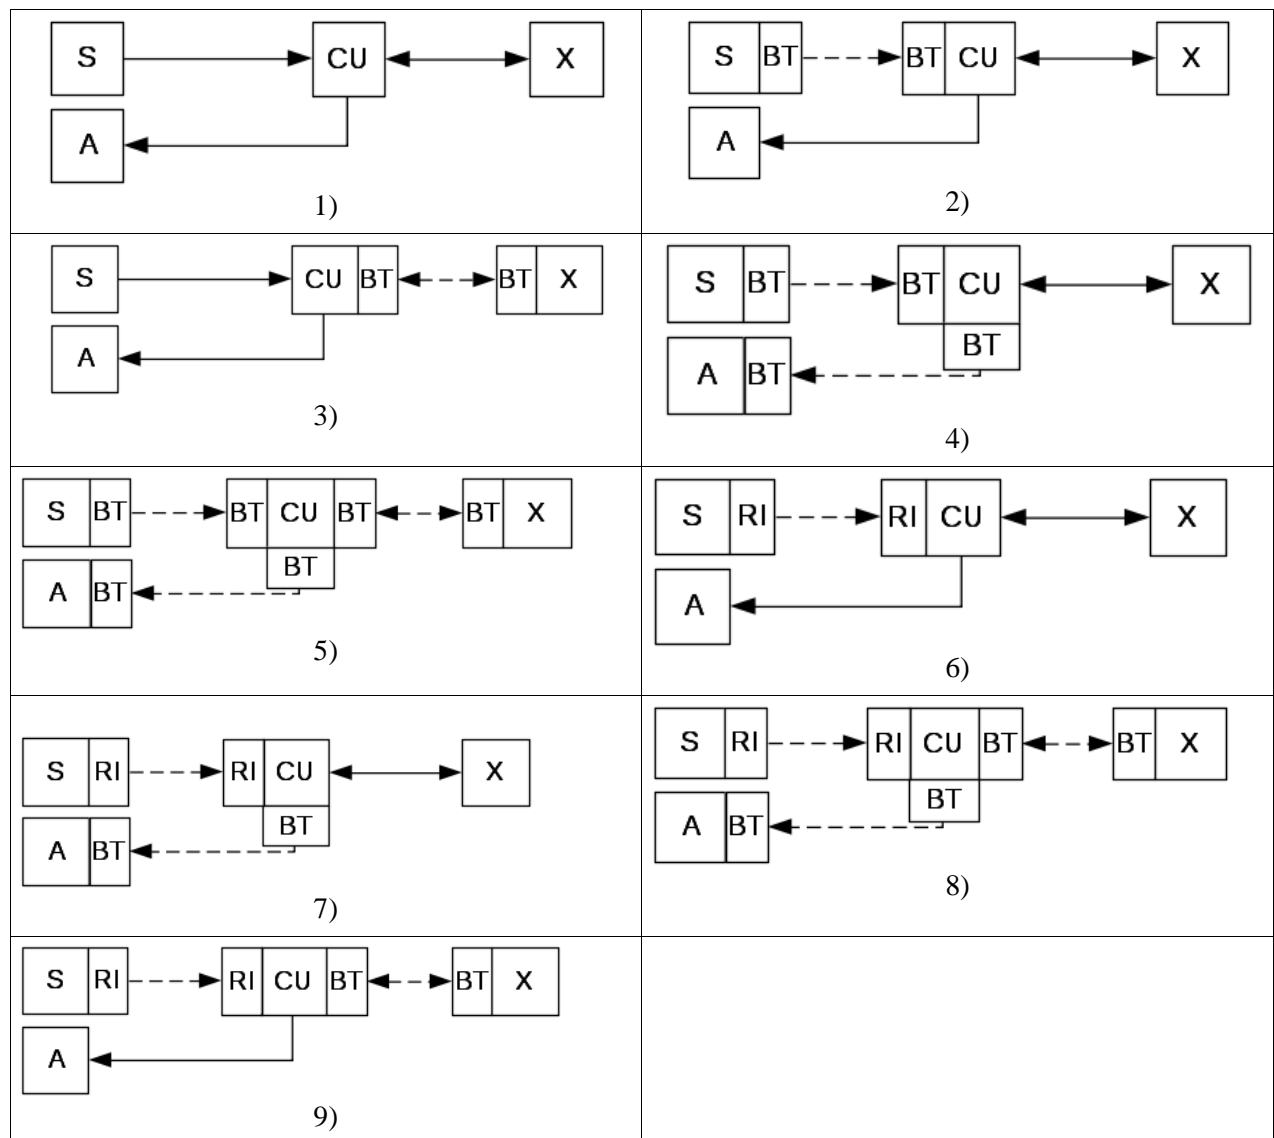 S CU X
A
1)
S BT BT CU X
A
2)
S CU BT BT X
A
3)
S BT BT CU X
BT
A BT
4)
S BT BT CU BT BT X
BT
A BT
5)
S RI RI CU X
A
6)
S RI RI CU X
BT
A BT
7)
S RI RI CU BT BT X
BT
A BT
8)
S RI RI CU BT BT X
A
9)